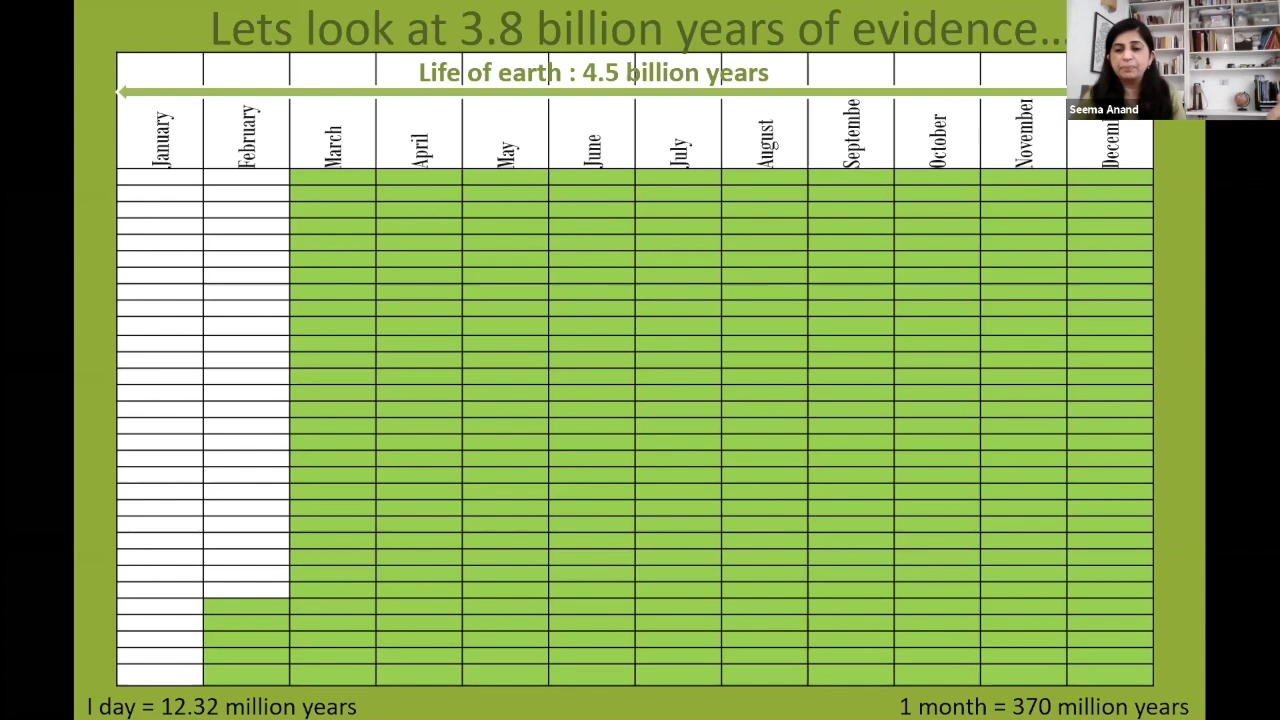 Lets look at 3.8 billion years of evidence...
Life of earth : 4.5 billion years
Seema Anand
January
February
March
April
May
June
July
August
Septembe
October
November
Decem
I day = 12.32 million years
1 month = 370 million years